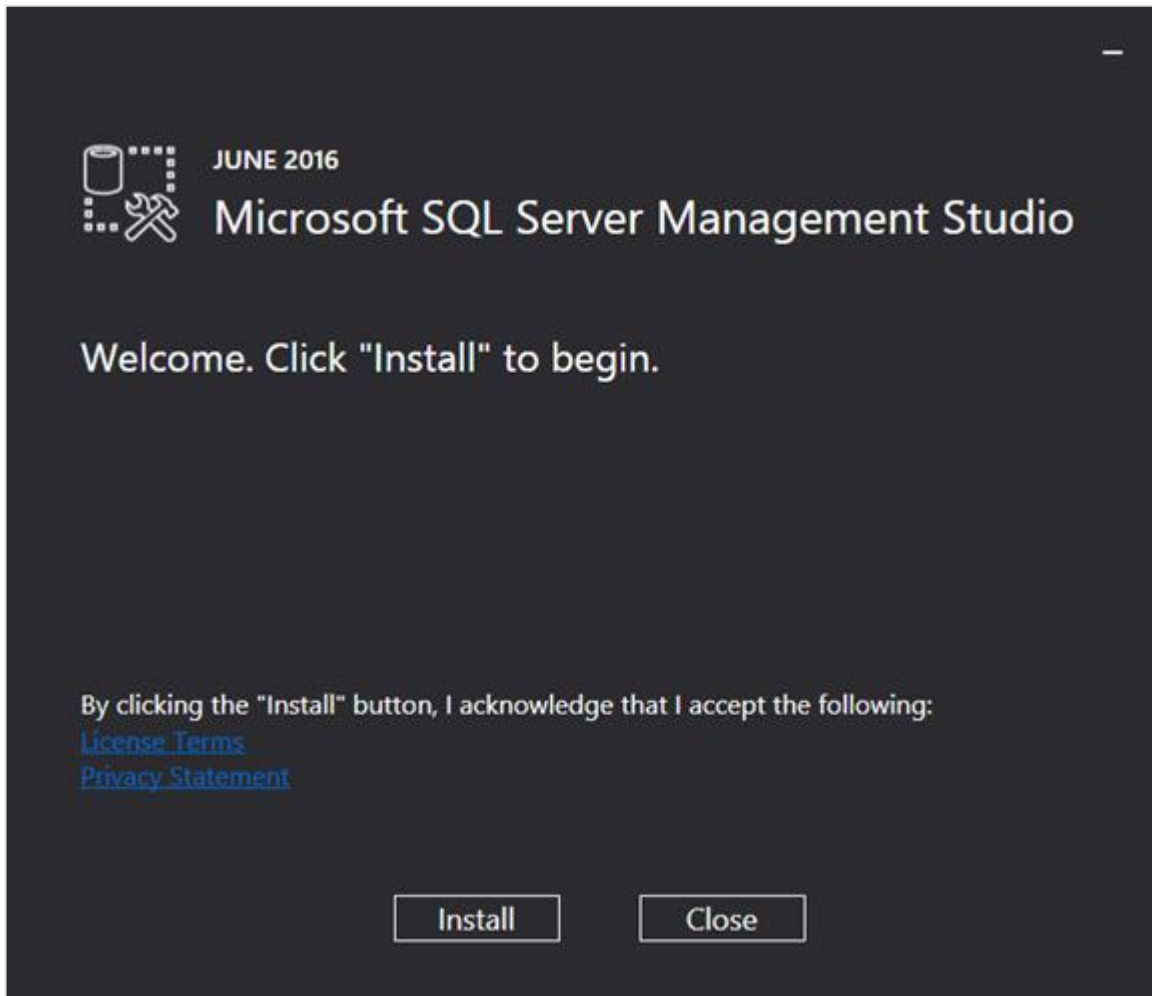 JUNE 2016
Microsoft SQL Server Management Studio
Welcome. Click "Install" to begin.
By clicking the "Install" button, I acknowledge that I accept the following:
License Terms
Privacy Statement
Install
Close